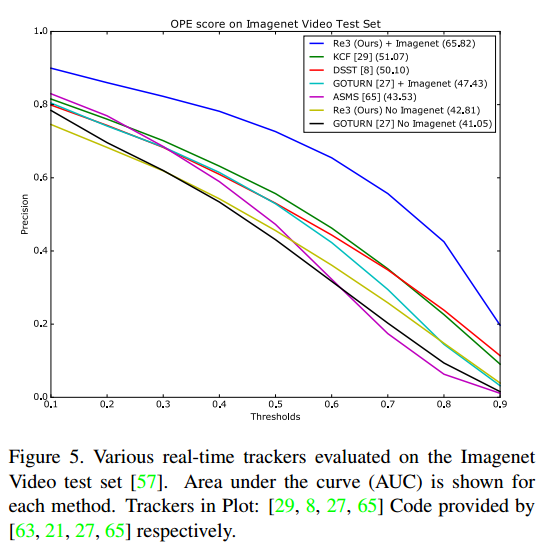 OPE score on Imagenet Video Test Set
Re3 (Ours) + Imagenet (65.82)
KCF [29] (51.07)
DSST [8] (50.10)
GOTURN [27] + Imagenet (47.43)
ASMS [65] (43.53)
Re3 (Ours) No Imagenet (42.81)
GOTURN [27] No Imagenet (41.05)
Precision
1.0
0.8
0.6
0.4
0.2
0.0
0.1 0.2 0.3 0.4 0.5 0.6 0.7 0.8 0.9
Thresholds
Figure 5. Various real-time trackers evaluated on the Imagenet
Video test set [57]. Area under the curve (AUC) is shown for
each method. Trackers in Plot: [29, 8, 27, 65] Code provided by
[63, 21, 27, 65] respectively.